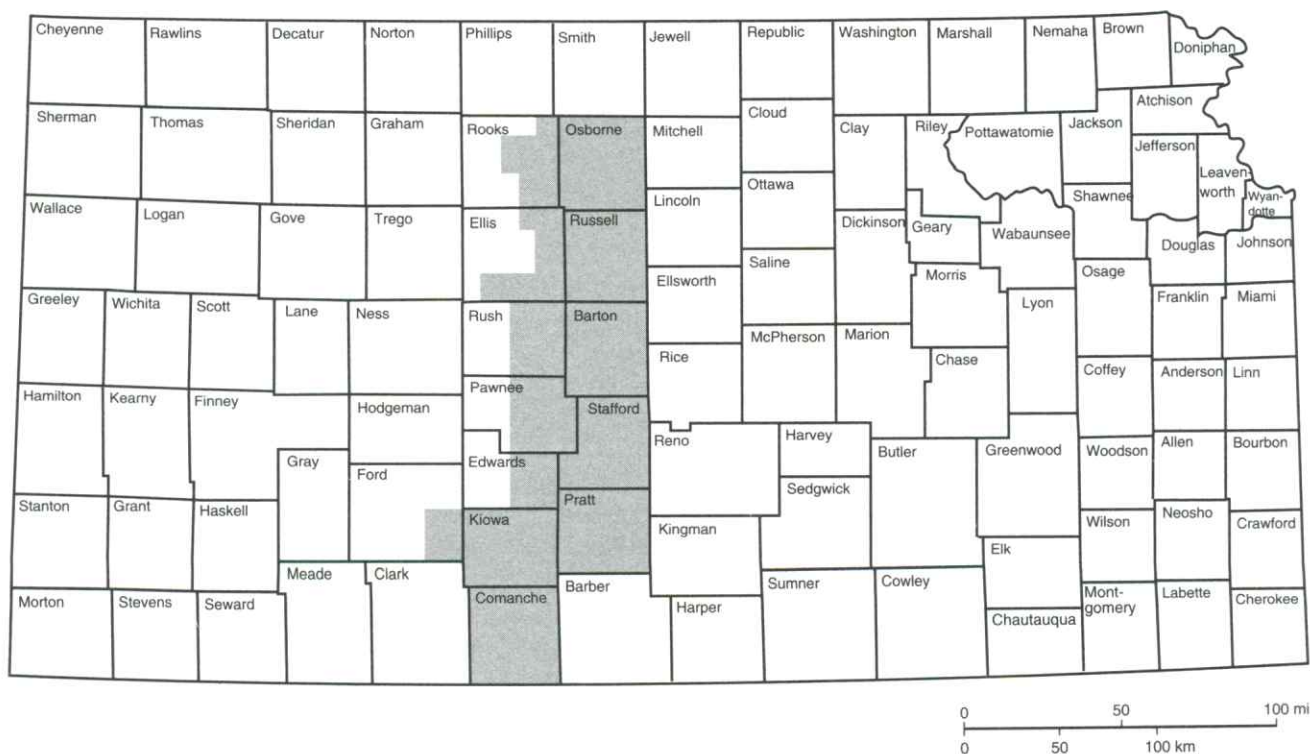 Cheyenne
Rawlins
Decatur
Norton
Phillips
Smith
Jewell
Republic
Washington
Marshall
Nemaha
Brown
Doniphan
Sherman
Thomas
Sheridan
Graham
Rooks
Osborne
Mitchell
Cloud
Clay
Riley
Pottawatomie
Jackson
Atchison
Jefferson
Leaven-
worth
Wyan-
dotte
Wallace
Logan
Gove
Trego
Ellis
Russell
Lincoln
Ottawa
Dickinson
Geary
Wabaunsee
Shawnee
Douglas
Johnson
Greeley
Wichita
Scott
Lane
Ness
Rush
Barton
Ellsworth
Saline
Morris
Lyon
Osage
Franklin
Miami
Hamilton
Kearny
Finney
Hodgeman
Pawnee
Stafford
Rice
McPherson
Marion
Chase
Coffey
Anderson
Linn
Gray
Ford
Edwards
Reno
Harvey
Butler
Greenwood
Woodson
Allen
Bourbon
Stanton
Grant
Haskell
Kiowa
Pratt
Kingman
Sedgwick
Elk
Wilson
Neosho
Crawford
Morton
Stevens
Seward
Meade
Clark
Comanche
Barber
Harper
Sumner
Cowley
Chautauqua
Mont-
gomery
Labette
Cherokee
0 50 100 mi
0 50 100 km